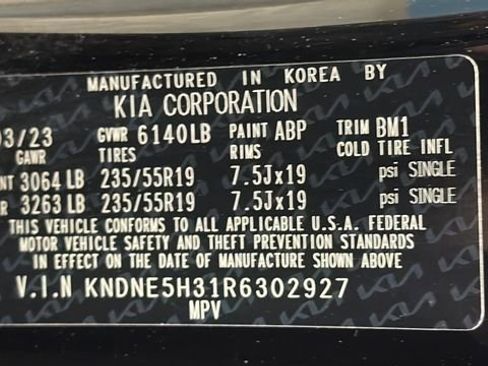 MANUFACTURED IN KOREA BY
KIA CORPORATION
03/23 GVWR 6140LB PAINT ABP TRIM BM1
GAWR TIRES RIMS COLD TIRE INFL
NT 3064 LB 235/55R19 7.5Jx19 psi SINGLE
R 3263 LB 235/55R19 7.5Jx19 psi SINGLE
THIS VEHICLE CONFORMS TO ALL APPLICABLE U.S.A. FEDERAL
MOTOR VEHICLE SAFETY AND THEFT PREVENTION STANDARDS
IN EFFECT ON THE DATE OF MANUFACTURE SHOWN ABOVE
V.I.N KNDNE5H31R6302927
MPV